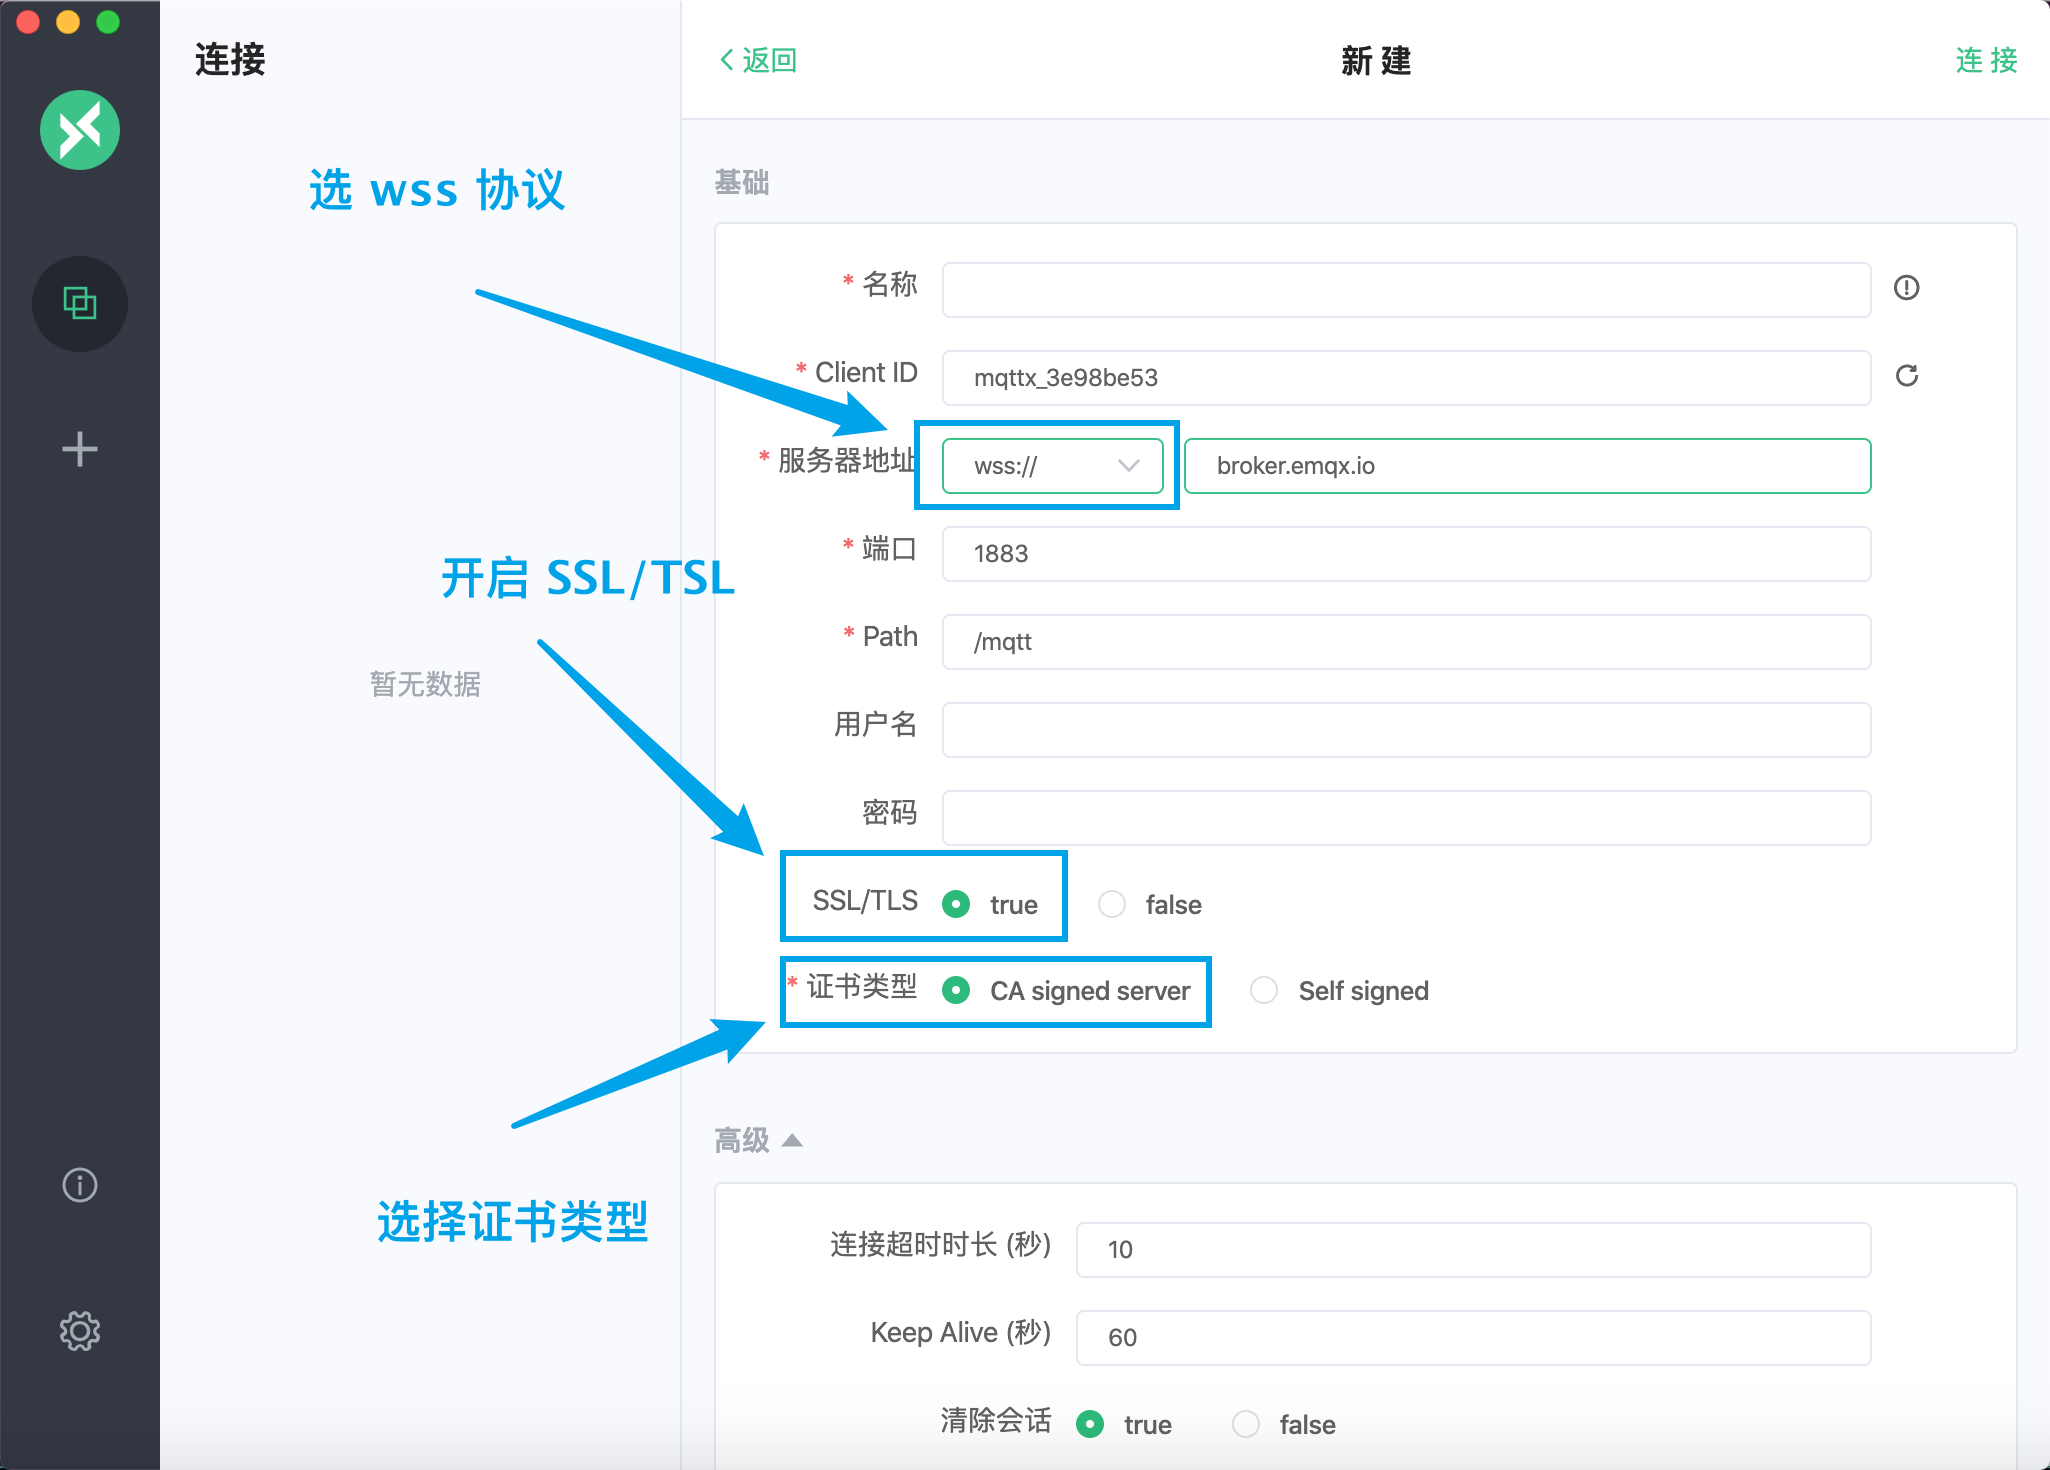 连接
返回
新 建
连 接
选 wss 协议
基础
* 名称
* Client ID
mqttx_3e98be53
* 服务器地址
wss://
broker.emqx.io
* 端口
1883
开启 SSL/TSL
* Path
/mqtt
暂无数据
用户名
密码
SSL/TLS
true
false
* 证书类型
CA signed server
Self signed
高级
选择证书类型
连接超时时长 (秒)
10
Keep Alive (秒)
60
清除会话
true
false